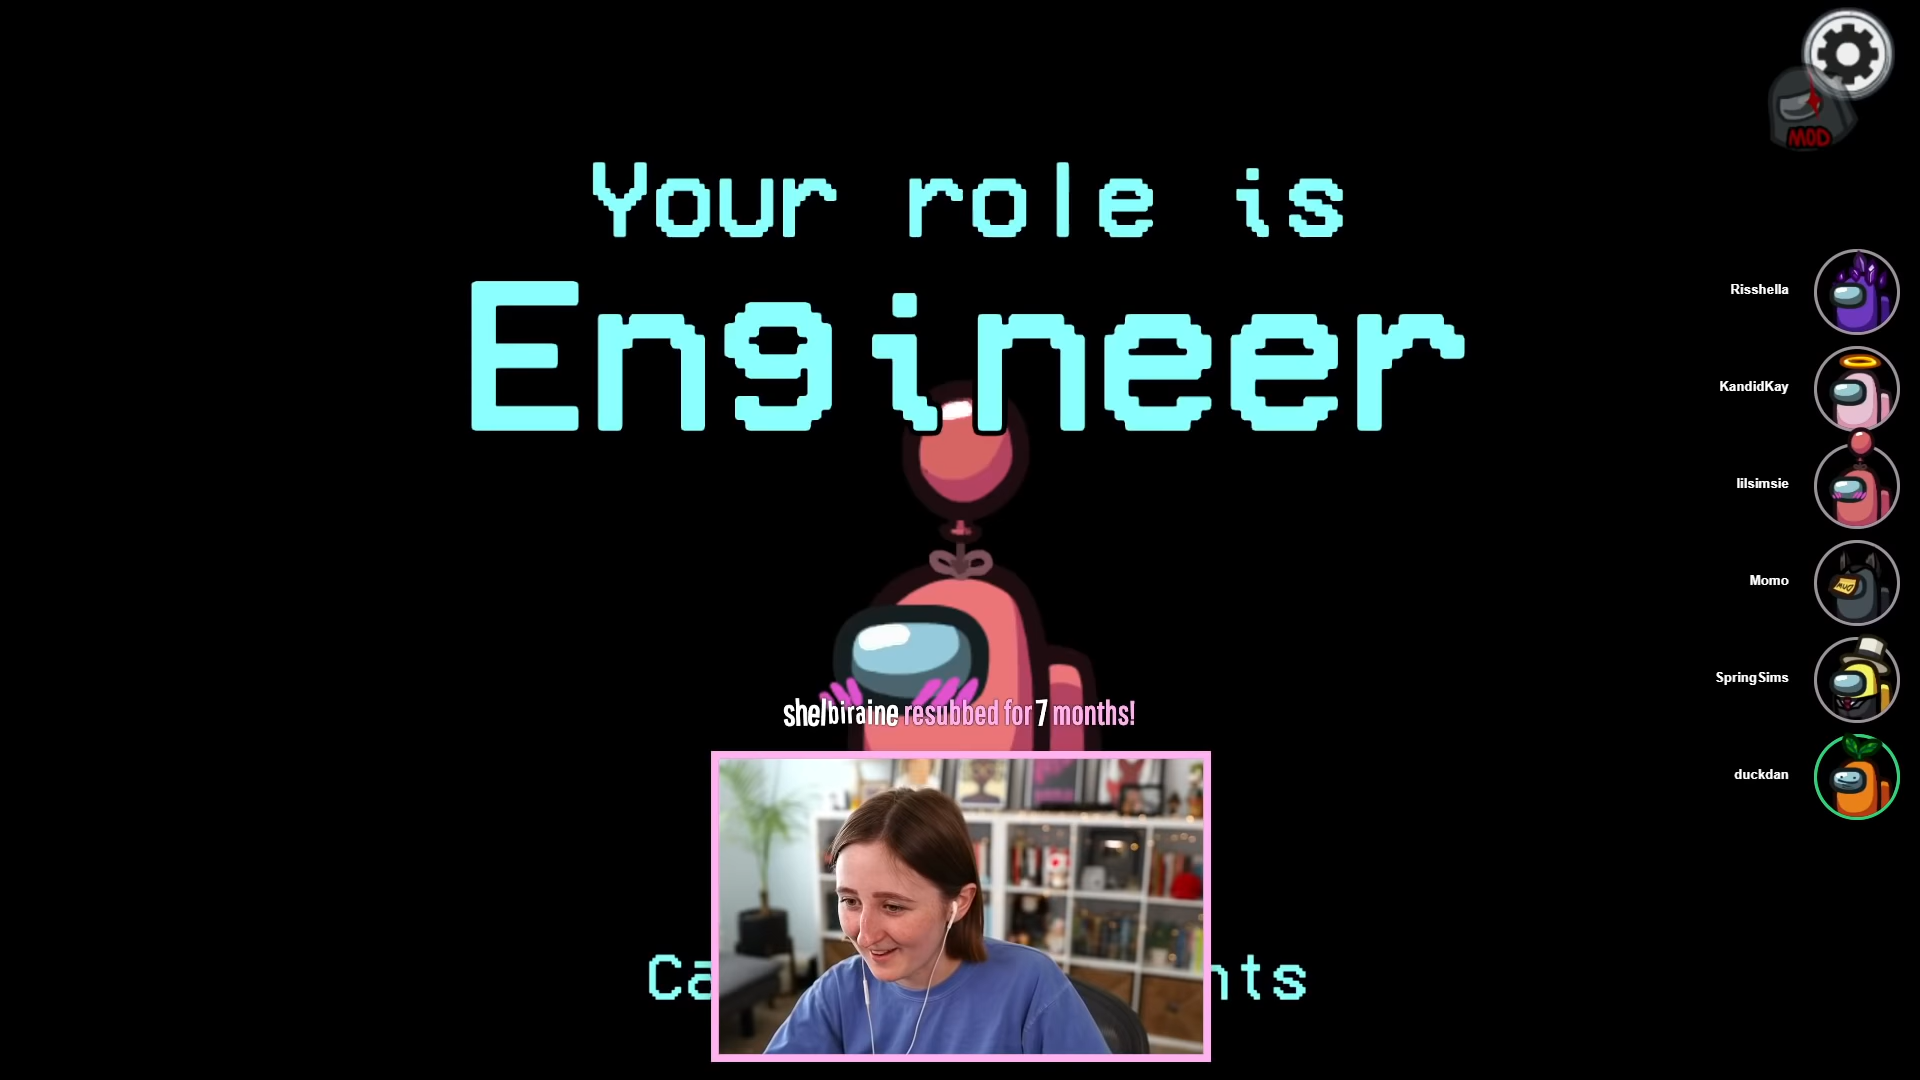 MOD
Your role is
Engineer
Risshella
KandidKay
lilsimsie
Momo
SpringSims
duckdan
shelbiraine resubbed for 7 months!